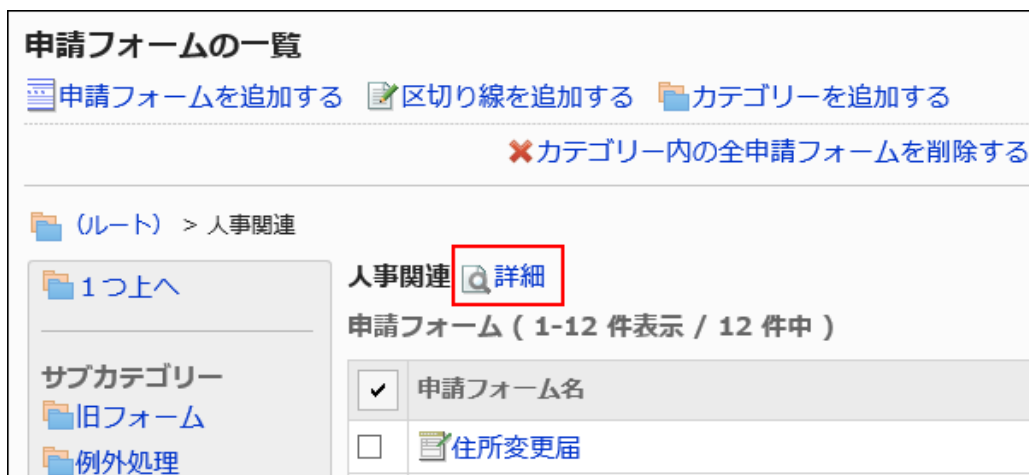 申請フォームの一覧
申請フォームを追加する 区切り線を追加する カテゴリーを追加する
カテゴリー内の全申請フォームを削除する
（ルート） > 人事関連
1つ上へ
サブカテゴリー
旧フォーム
例外処理
人事関連 詳細
申請フォーム ( 1-12 件表示 / 12 件中 )
申請フォーム名
住所変更届